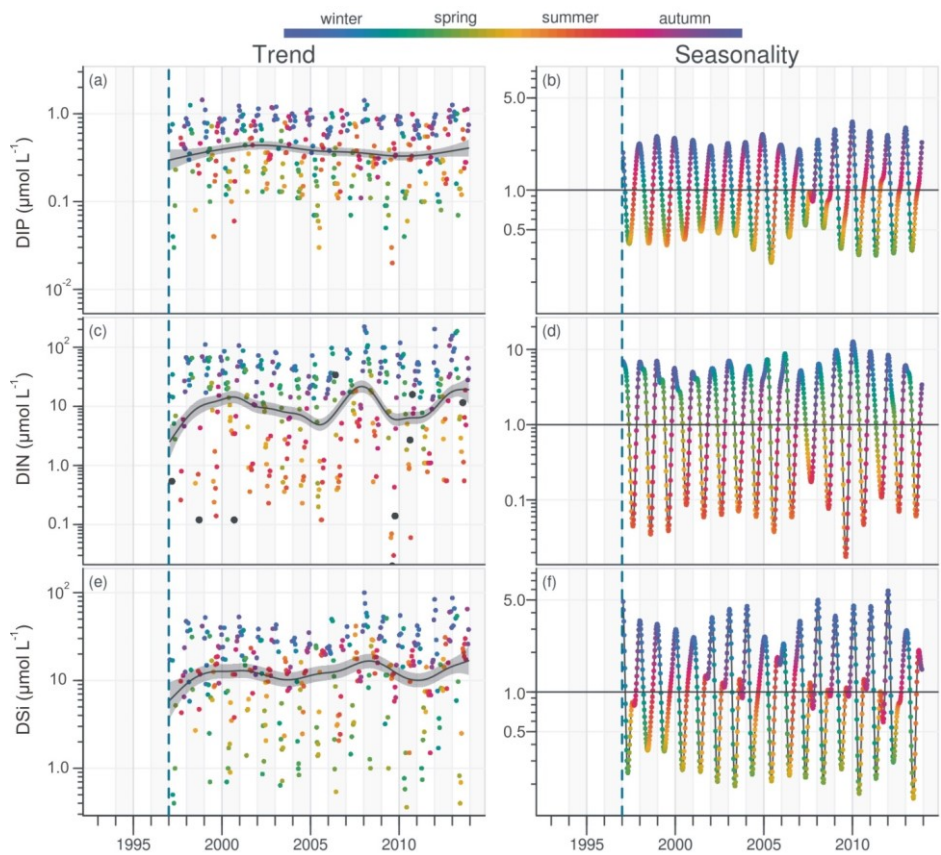 winter spring summer autumn
Trend Seasonality
(a) (b)
DIP (µmol L⁻¹)
1.0
0.1
10⁻²
5.0
1.0
0.5
(c) (d)
DIN (µmol L⁻¹)
10²
10
1.0
0.1
10
1.0
0.1
(e) (f)
DSi (µmol L⁻¹)
10²
10
1.0
5.0
1.0
0.5
1995 2000 2005 2010 1995 2000 2005 2010